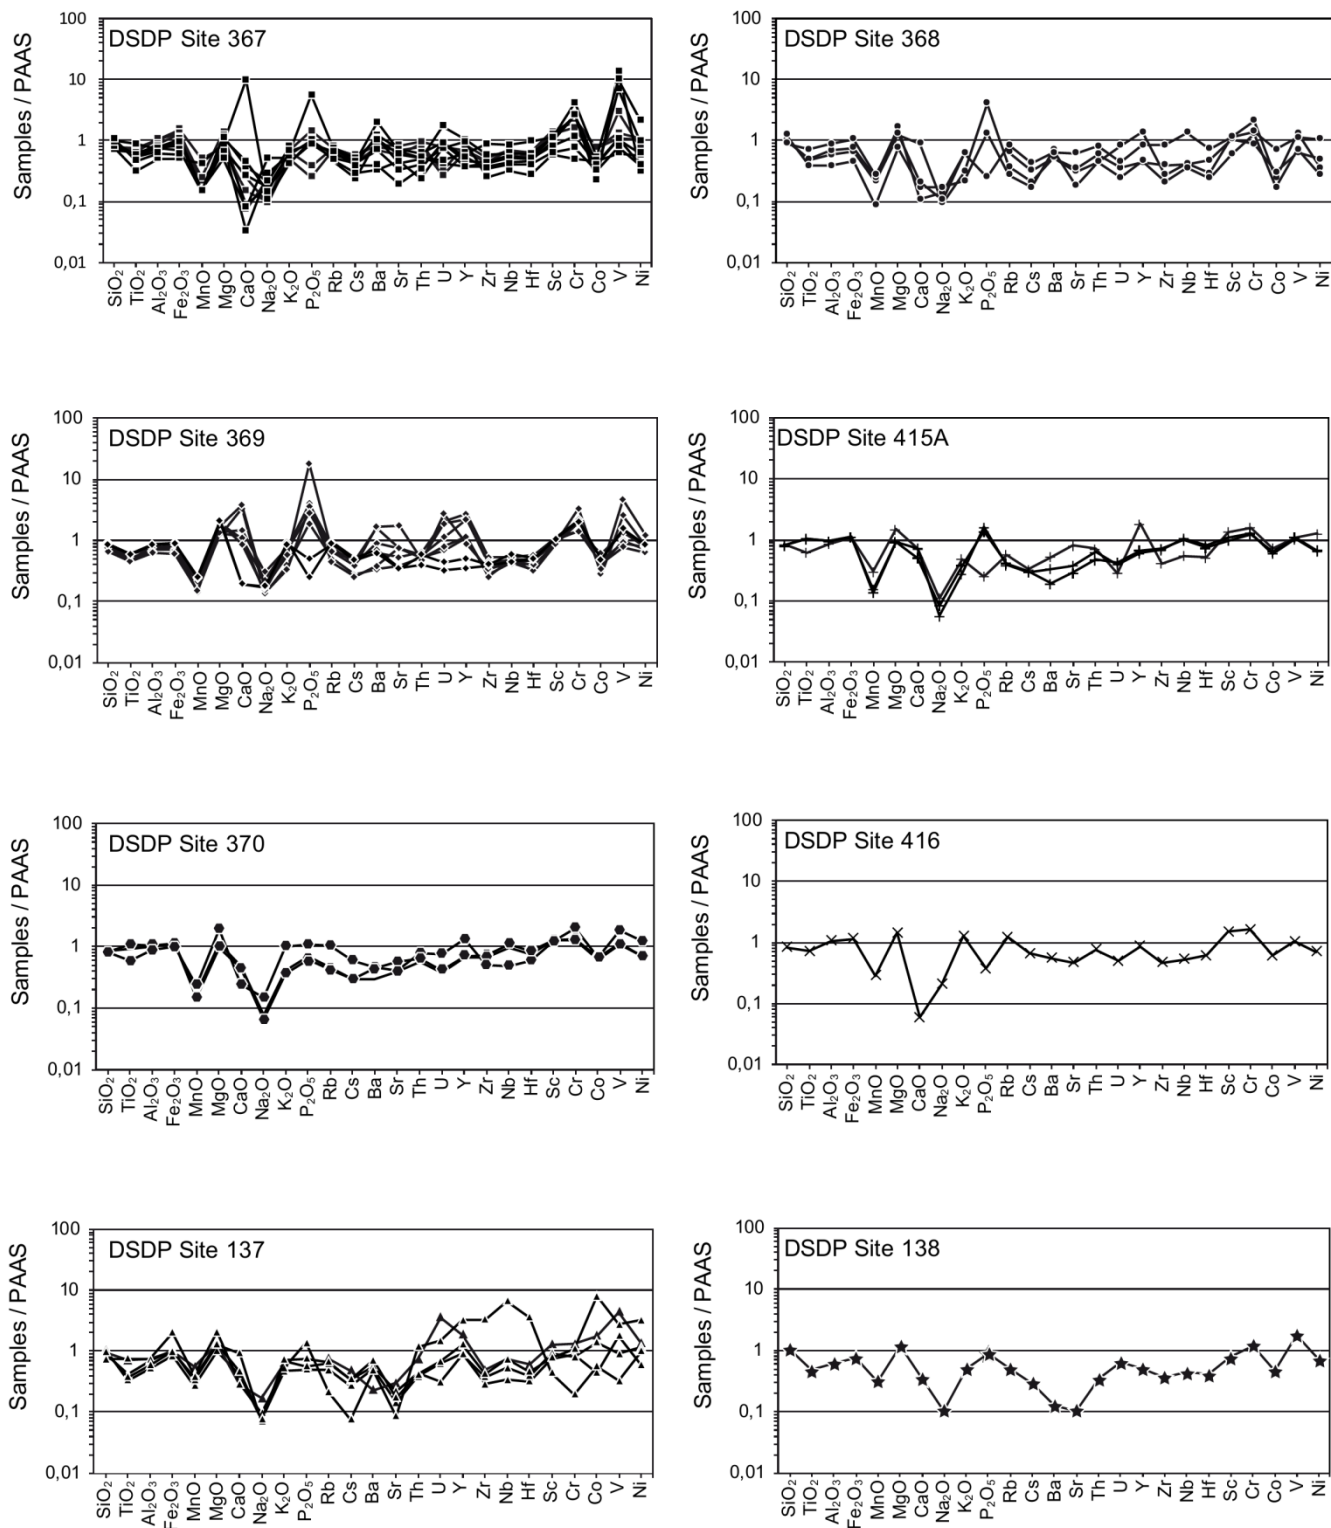 DSDP Site 367
Samples / PAAS
100
10
1
0,1
0,01
SiO₂ TiO₂ Al₂O₃ Fe₂O₃ MnO MgO CaO Na₂O K₂O P₂O₅ Rb Cs Ba Sr Th U Y Zr Nb Hf Sc Cr Co V Ni
DSDP Site 368
Samples / PAAS
100
10
1
0,1
0,01
SiO₂ TiO₂ Al₂O₃ Fe₂O₃ MnO MgO CaO Na₂O K₂O P₂O₅ Rb Cs Ba Sr Th U Y Zr Nb Hf Sc Cr Co V Ni
DSDP Site 369
Samples / PAAS
100
10
1
0,1
0,01
SiO₂ TiO₂ Al₂O₃ Fe₂O₃ MnO MgO CaO Na₂O K₂O P₂O₅ Rb Cs Ba Sr Th U Y Zr Nb Hf Sc Cr Co V Ni
DSDP Site 415A
Samples / PAAS
100
10
1
0,1
0,01
SiO₂ TiO₂ Al₂O₃ Fe₂O₃ MnO MgO CaO Na₂O K₂O P₂O₅ Rb Cs Ba Sr Th U Y Zr Nb Hf Sc Cr Co V Ni
DSDP Site 370
Samples / PAAS
100
10
1
0,1
0,01
SiO₂ TiO₂ Al₂O₃ Fe₂O₃ MnO MgO CaO Na₂O K₂O P₂O₅ Rb Cs Ba Sr Th U Y Zr Nb Hf Sc Cr Co V Ni
DSDP Site 416
Samples / PAAS
100
10
1
0,1
0,01
SiO₂ TiO₂ Al₂O₃ Fe₂O₃ MnO MgO CaO Na₂O K₂O P₂O₅ Rb Cs Ba Sr Th U Y Zr Nb Hf Sc Cr Co V Ni
DSDP Site 137
Samples / PAAS
100
10
1
0,1
0,01
SiO₂ TiO₂ Al₂O₃ Fe₂O₃ MnO MgO CaO Na₂O K₂O P₂O₅ Rb Cs Ba Sr Th U Y Zr Nb Hf Sc Cr Co V Ni
DSDP Site 138
Samples / PAAS
100
10
1
0,1
0,01
SiO₂ TiO₂ Al₂O₃ Fe₂O₃ MnO MgO CaO Na₂O K₂O P₂O₅ Rb Cs Ba Sr Th U Y Zr Nb Hf Sc Cr Co V Ni